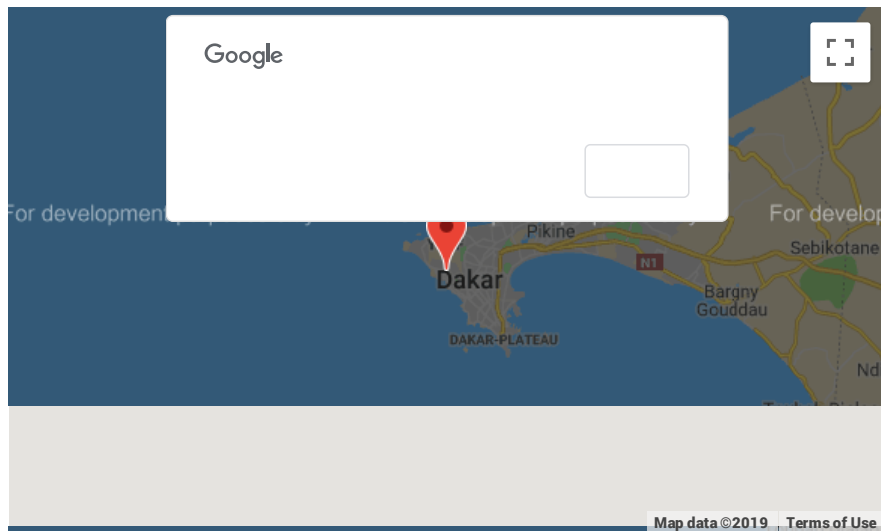 Google
For development
For develop
Pikine
Sebikotane
N1
Dakar
Bargny
Gouddau
DAKAR-PLATEAU
Nd
Map data ©2019
Terms of Use